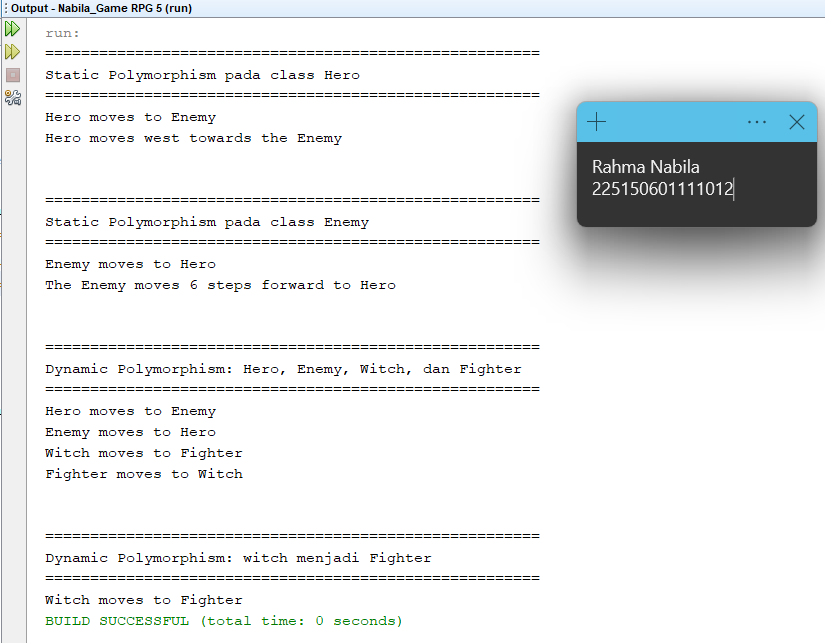 Output - Nabila_Game RPG 5 (run)
run:
=======================================================
Static Polymorphism pada class Hero
=======================================================
Hero moves to Enemy
Hero moves west towards the Enemy
=======================================================
Static Polymorphism pada class Enemy
=======================================================
Enemy moves to Hero
The Enemy moves 6 steps forward to Hero
=======================================================
Dynamic Polymorphism: Hero, Enemy, Witch, dan Fighter
=======================================================
Hero moves to Enemy
Enemy moves to Hero
Witch moves to Fighter
Fighter moves to Witch
=======================================================
Dynamic Polymorphism: witch menjadi Fighter
=======================================================
Witch moves to Fighter
BUILD SUCCESSFUL (total time: 0 seconds)
Rahma Nabila
225150601111012